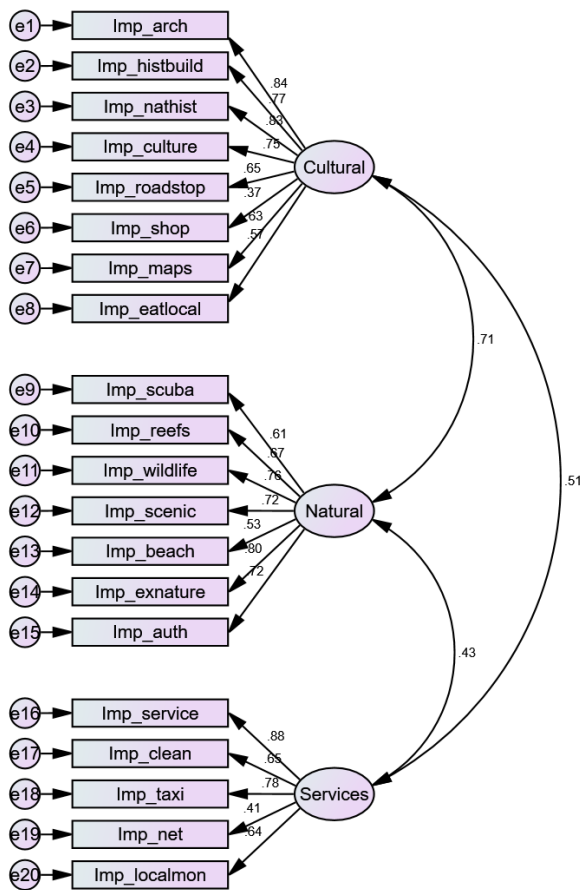 e1 Imp_arch
.84
e2 Imp_histbuild
.77
e3 Imp_nathist
.83
e4 Imp_culture
.75
Cultural
e5 Imp_roadstop
.65
.37
e6 Imp_shop
.63
e7 Imp_maps
.57
e8 Imp_eatlocal
.71
e9 Imp_scuba
.61
e10 Imp_reefs
.67
e11 Imp_wildlife
.76
.51
e12 Imp_scenic
.72
Natural
.53
e13 Imp_beach
.80
e14 Imp_exnature
.72
e15 Imp_auth
.43
e16 Imp_service
.88
e17 Imp_clean
.65
e18 Imp_taxi
.78
Services
.41
e19 Imp_net
.64
e20 Imp_localmon